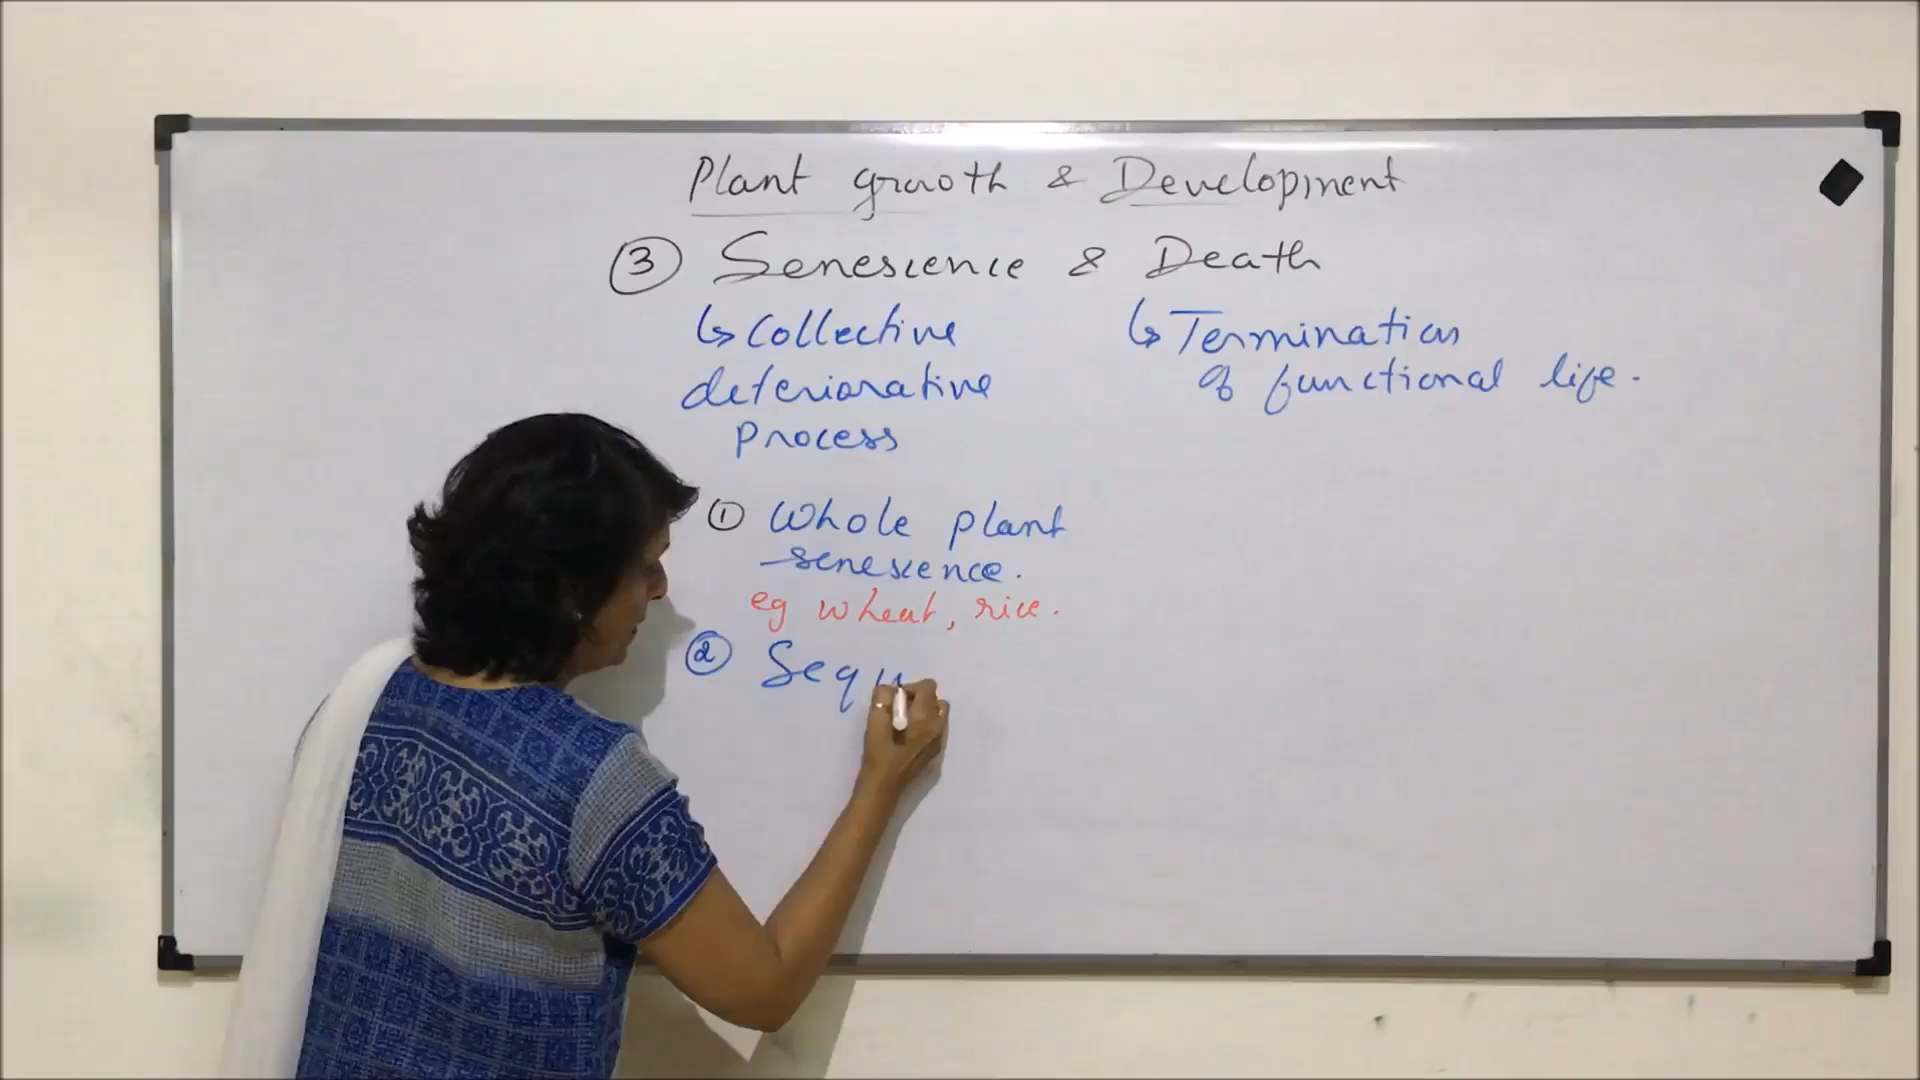 Plant growth & Development
③ Senescence & Death
↳ Collective
deteriorative
process
↳ Termination
of functional life.
① Whole plant
senescence.
eg wheat, rice.
② Sequ